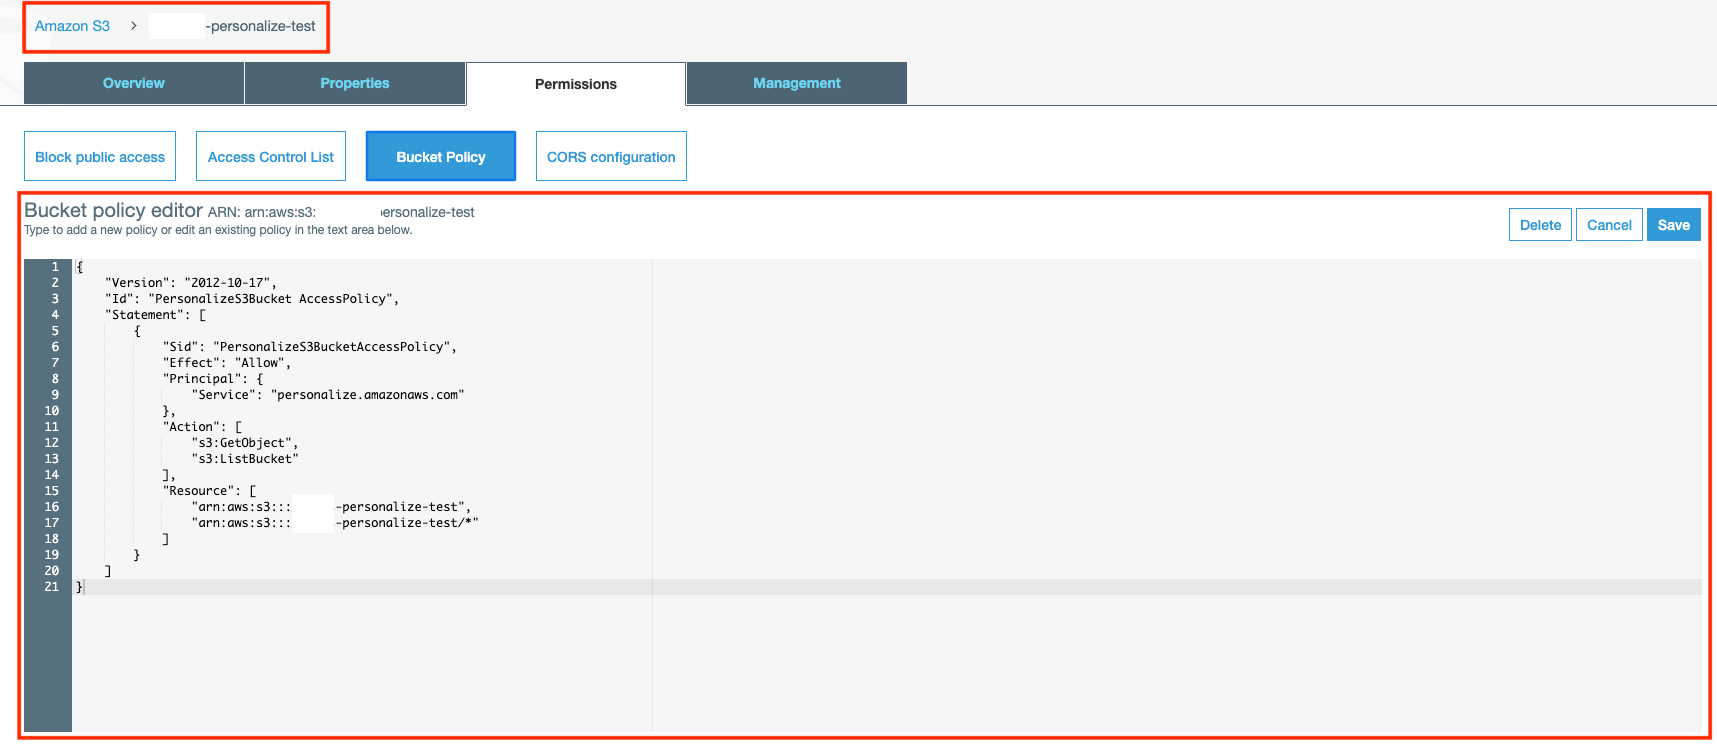 Amazon S3 > -personalize-test
Overview Properties Permissions Management
Block public access Access Control List Bucket Policy CORS configuration
Bucket policy editor ARN: arn:aws:s3: personalize-test
Type to add a new policy or edit an existing policy in the text area below.
Delete Cancel Save
1 {
2 "Version": "2012-10-17",
3 "Id": "PersonalizeS3Bucket AccessPolicy",
4 "Statement": [
5 {
6 "Sid": "PersonalizeS3BucketAccessPolicy",
7 "Effect": "Allow",
8 "Principal": {
9 "Service": "personalize.amazonaws.com"
10 },
11 "Action": [
12 "s3:GetObject",
13 "s3:ListBucket"
14 ],
15 "Resource": [
16 "arn:aws:s3::: -personalize-test",
17 "arn:aws:s3::: -personalize-test/*"
18 ]
19 }
20 ]
21 }